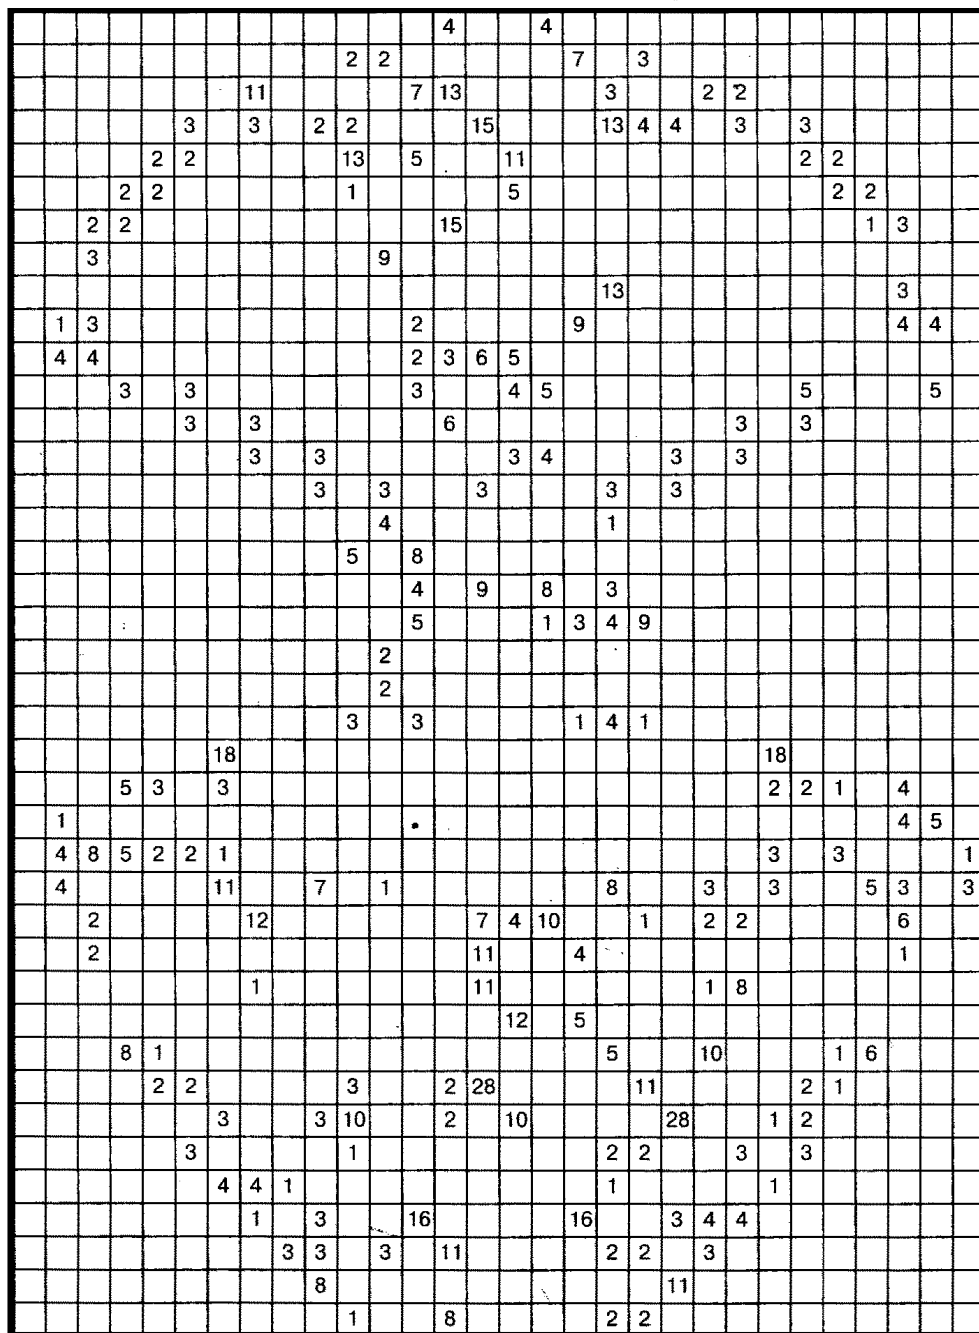 4 4
2 2 7 3
11 7 13 3 2 2
3 3 2 2 15 13 4 4 3 3
2 2 13 5 11 2 2
2 2 1 5 2 2
2 2 15 1 3
3 9
13 3
1 3 2 9 4 4
4 4 2 3 6 5
3 3 3 4 5 5 5
3 3 6 3 3
3 3 3 4 3 3
3 3 3 3 3
4 1
5 8
4 9 8 3
5 1 3 4 9
2
2
3 3 1 4 1
18 18
5 3 3 2 2 1 4
1 4 5
4 8 5 2 2 1 3 3 1
4 11 7 1 8 3 3 5 3 3
2 12 7 4 10 1 2 2 6
2 11 4 1
1 11 1 8
12 5
8 1 5 10 1 6
2 2 3 2 28 11 2 1
3 3 10 2 10 28 1 2
3 1 2 2 3 3
4 4 1 1 1
1 3 16 16 3 4 4
3 3 3 11 2 2 3
8 11
1 8 2 2